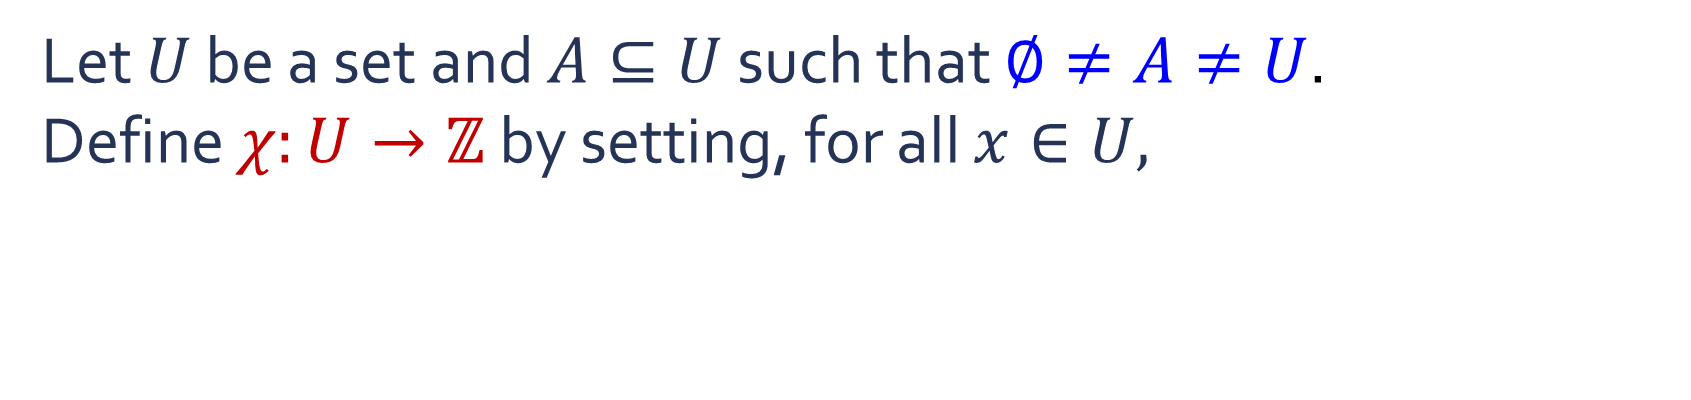 Let 𝑈 be a set and 𝐴 ⊆ 𝑈 such that ∅ ≠ 𝐴 ≠ 𝑈.
Define 𝜒: 𝑈 → ℤ by setting, for all 𝑥 ∈ 𝑈,